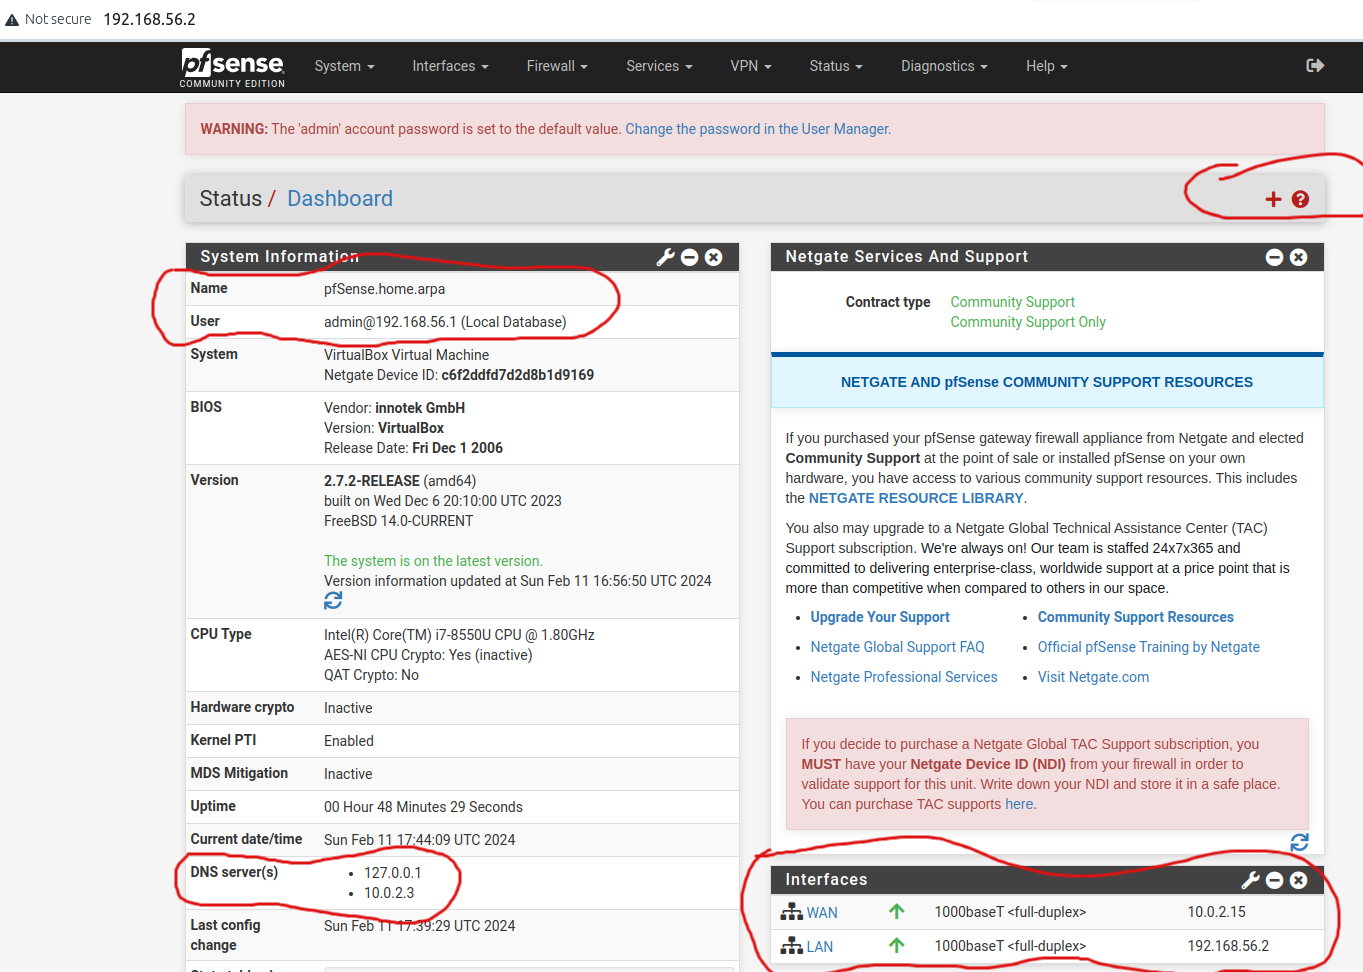 Not secure 192.168.56.2
pfsense
COMMUNITY EDITION
System Interfaces Firewall Services VPN Status Diagnostics Help
WARNING: The 'admin' account password is set to the default value. Change the password in the User Manager.
Status / Dashboard
System Information
Name pfSense.home.arpa
User admin@192.168.56.1 (Local Database)
System VirtualBox Virtual Machine
Netgate Device ID: c6f2ddfd7d2d8b1d9169
BIOS Vendor: innotek GmbH
Version: VirtualBox
Release Date: Fri Dec 1 2006
Version 2.7.2-RELEASE (amd64)
built on Wed Dec 6 20:10:00 UTC 2023
FreeBSD 14.0-CURRENT
The system is on the latest version.
Version information updated at Sun Feb 11 16:56:50 UTC 2024
CPU Type Intel(R) Core(TM) i7-8550U CPU @ 1.80GHz
AES-NI CPU Crypto: Yes (inactive)
QAT Crypto: No
Hardware crypto Inactive
Kernel PTI Enabled
MDS Mitigation Inactive
Uptime 00 Hour 48 Minutes 29 Seconds
Current date/time Sun Feb 11 17:44:09 UTC 2024
DNS server(s) • 127.0.0.1
• 10.0.2.3
Last config change Sun Feb 11 17:39:29 UTC 2024
Netgate Services And Support
Contract type Community Support
Community Support Only
NETGATE AND pfSense COMMUNITY SUPPORT RESOURCES
If you purchased your pfSense gateway firewall appliance from Netgate and elected
Community Support at the point of sale or installed pfSense on your own
hardware, you have access to various community support resources. This includes
the NETGATE RESOURCE LIBRARY.
You also may upgrade to a Netgate Global Technical Assistance Center (TAC)
Support subscription. We're always on! Our team is staffed 24x7x365 and
committed to delivering enterprise-class, worldwide support at a price point that is
more than competitive when compared to others in our space.
• Upgrade Your Support
• Netgate Global Support FAQ
• Netgate Professional Services
• Community Support Resources
• Official pfSense Training by Netgate
• Visit Netgate.com
If you decide to purchase a Netgate Global TAC Support subscription, you
MUST have your Netgate Device ID (NDI) from your firewall in order to
validate support for this unit. Write down your NDI and store it in a safe place.
You can purchase TAC supports here.
Interfaces
WAN 1000baseT <full-duplex> 10.0.2.15
LAN 1000baseT <full-duplex> 192.168.56.2